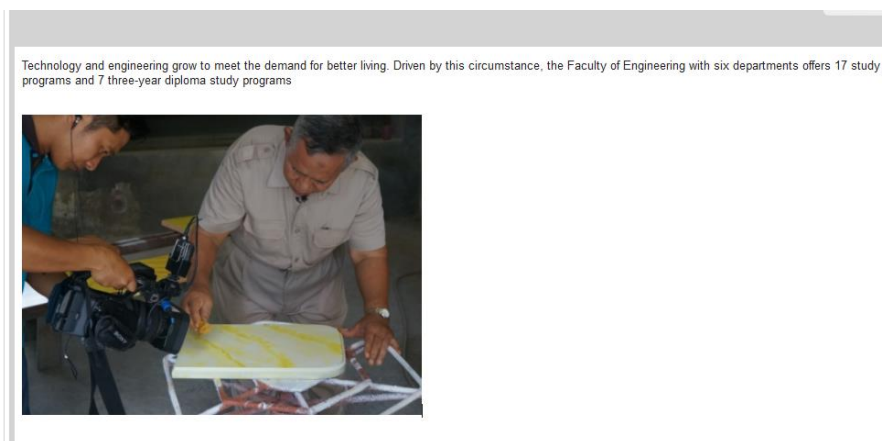 Technology and engineering grow to meet the demand for better living. Driven by this circumstance, the Faculty of Engineering with six departments offers 17 study
programs and 7 three-year diploma study programs